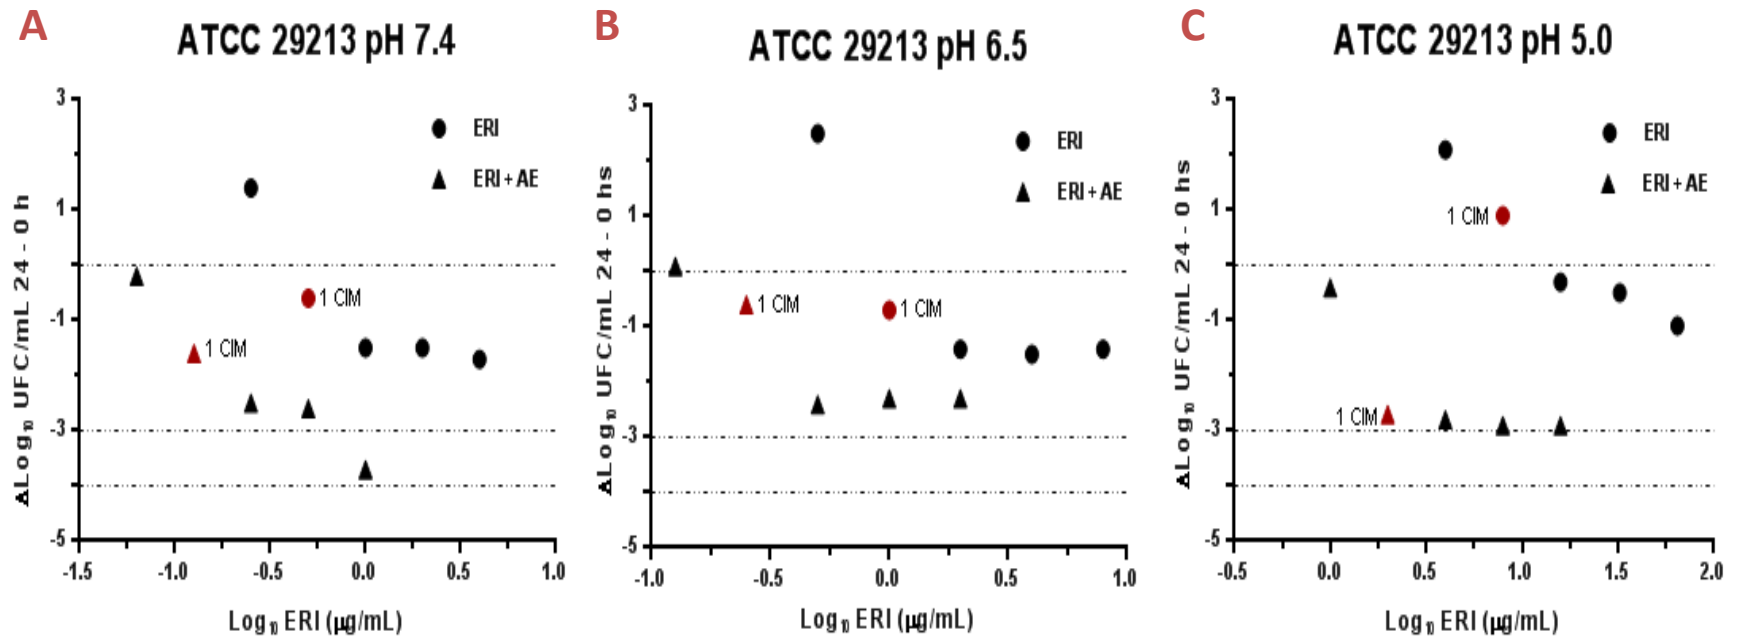 A
ATCC 29213 pH 7.4
ΔLog₁₀ UFC/mL 24 - 0 h
3
1
-1
-3
-5
ERI
ERI + AE
1 CIM
1 CIM
-1.5
-1.0
-0.5
0.0
0.5
1.0
Log₁₀ ERI (µg/mL)
B
ATCC 29213 pH 6.5
ΔLog₁₀ UFC/mL 24 - 0 hs
3
1
-1
-3
-5
ERI
ERI + AE
1 CIM
1 CIM
-1.0
-0.5
0.0
0.5
1.0
Log₁₀ ERI (µg/mL)
C
ATCC 29213 pH 5.0
ΔLog₁₀ UFC/mL 24 - 0 hs
3
1
-1
-3
-5
ERI
ERI + AE
1 CIM
1 CIM
-0.5
0.0
0.5
1.0
1.5
2.0
Log₁₀ ERI (µg/mL)